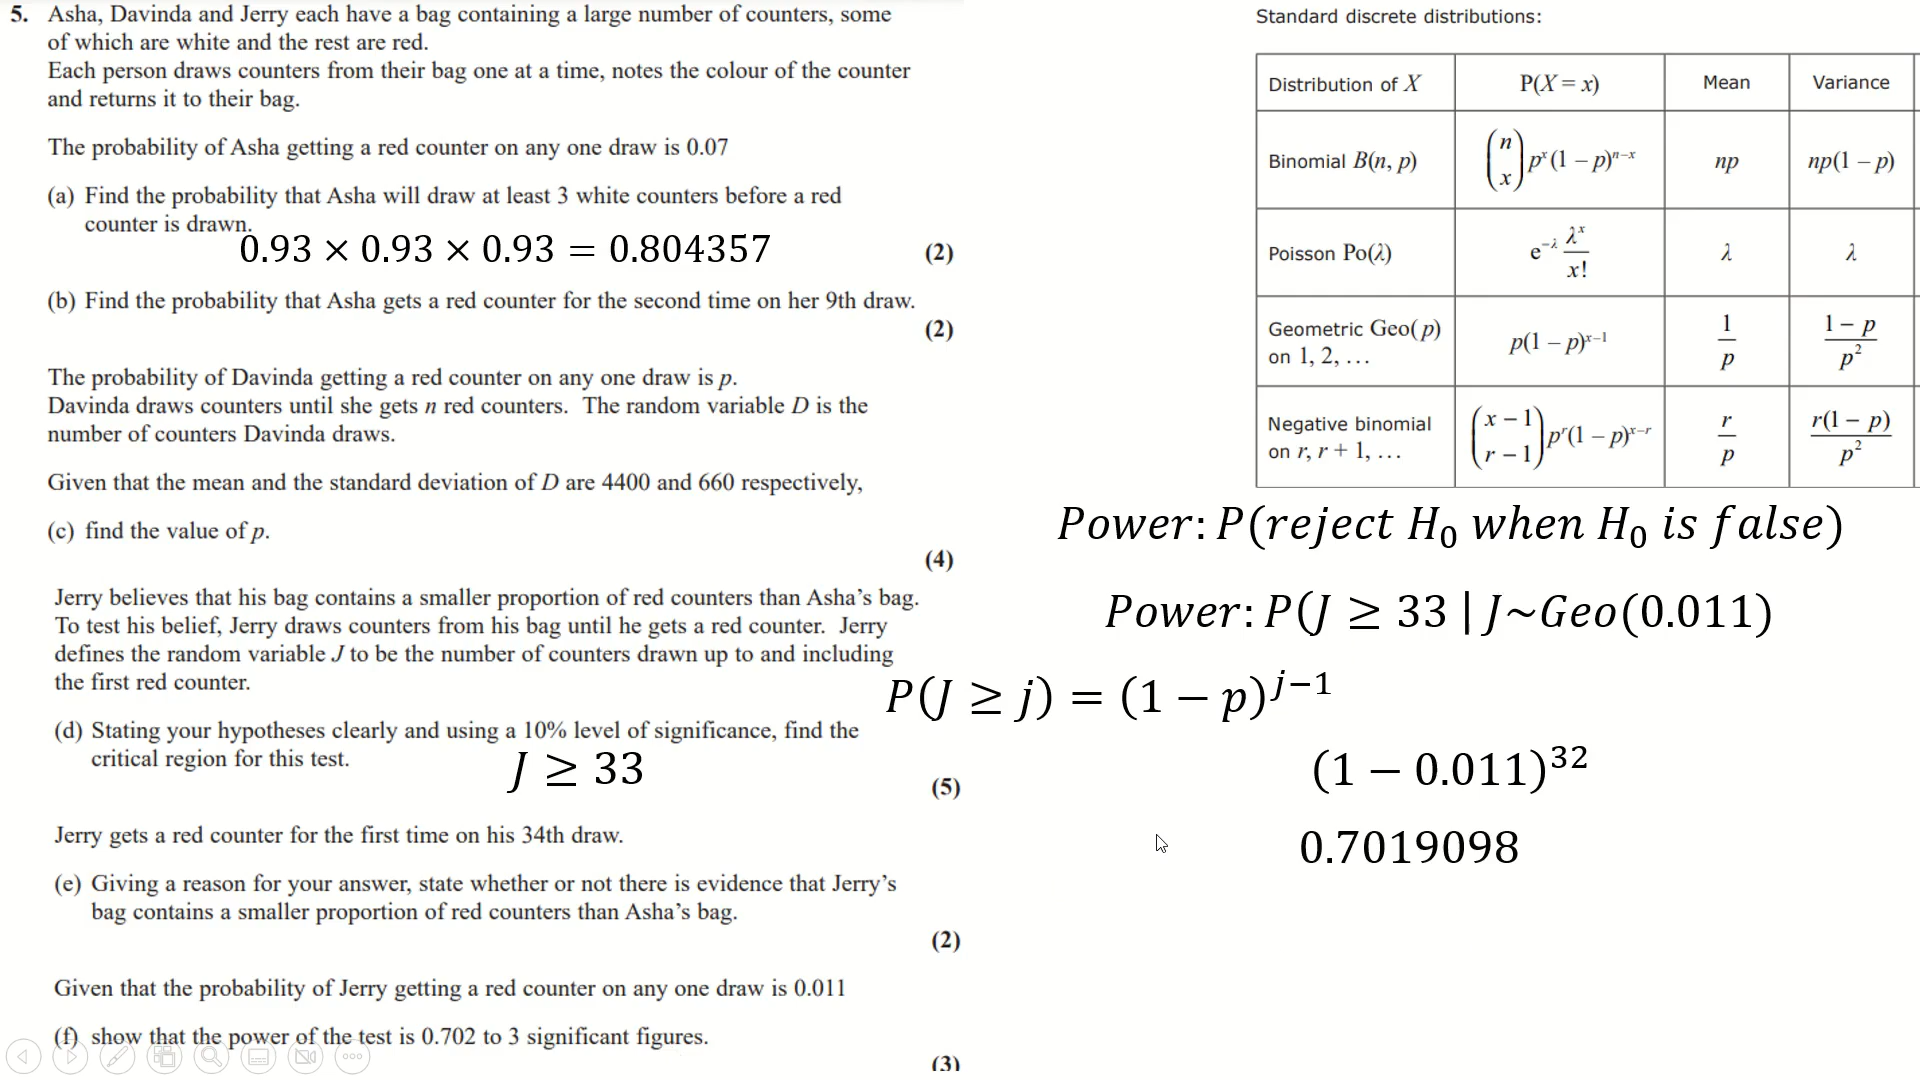 5. Asha, Davinda and Jerry each have a bag containing a large number of counters, some
of which are white and the rest are red.
Each person draws counters from their bag one at a time, notes the colour of the counter
and returns it to their bag.
The probability of Asha getting a red counter on any one draw is 0.07
(a) Find the probability that Asha will draw at least 3 white counters before a red
counter is drawn.
0.93 × 0.93 × 0.93 = 0.804357
(2)
(b) Find the probability that Asha gets a red counter for the second time on her 9th draw.
(2)
The probability of Davinda getting a red counter on any one draw is p.
Davinda draws counters until she gets n red counters. The random variable D is the
number of counters Davinda draws.
Given that the mean and the standard deviation of D are 4400 and 660 respectively,
(c) find the value of p.
(4)
Jerry believes that his bag contains a smaller proportion of red counters than Asha's bag.
To test his belief, Jerry draws counters from his bag until he gets a red counter. Jerry
defines the random variable J to be the number of counters drawn up to and including
the first red counter.
(d) Stating your hypotheses clearly and using a 10% level of significance, find the
critical region for this test.
J ≥ 33
(5)
Jerry gets a red counter for the first time on his 34th draw.
(e) Giving a reason for your answer, state whether or not there is evidence that Jerry's
bag contains a smaller proportion of red counters than Asha's bag.
(2)
Given that the probability of Jerry getting a red counter on any one draw is 0.011
(f) show that the power of the test is 0.702 to 3 significant figures.
(3)
Standard discrete distributions:
Distribution of X P(X = x) Mean Variance
Binomial B(n, p) (n x) p^x (1 − p)^{n−x} np np(1 − p)
Poisson Po(λ) e^{−λ} λ^x / x! λ λ
Geometric Geo(p) on 1, 2, … p(1 − p)^{x−1} 1/p (1 − p)/p²
Negative binomial on r, r + 1, … (x − 1 r − 1) p^r (1 − p)^{x−r} r/p r(1 − p)/p²
Power: P(reject H₀ when H₀ is false)
Power: P(J ≥ 33 | J~Geo(0.011)
P(J ≥ j) = (1 − p)^{j−1}
(1 − 0.011)³²
0.7019098